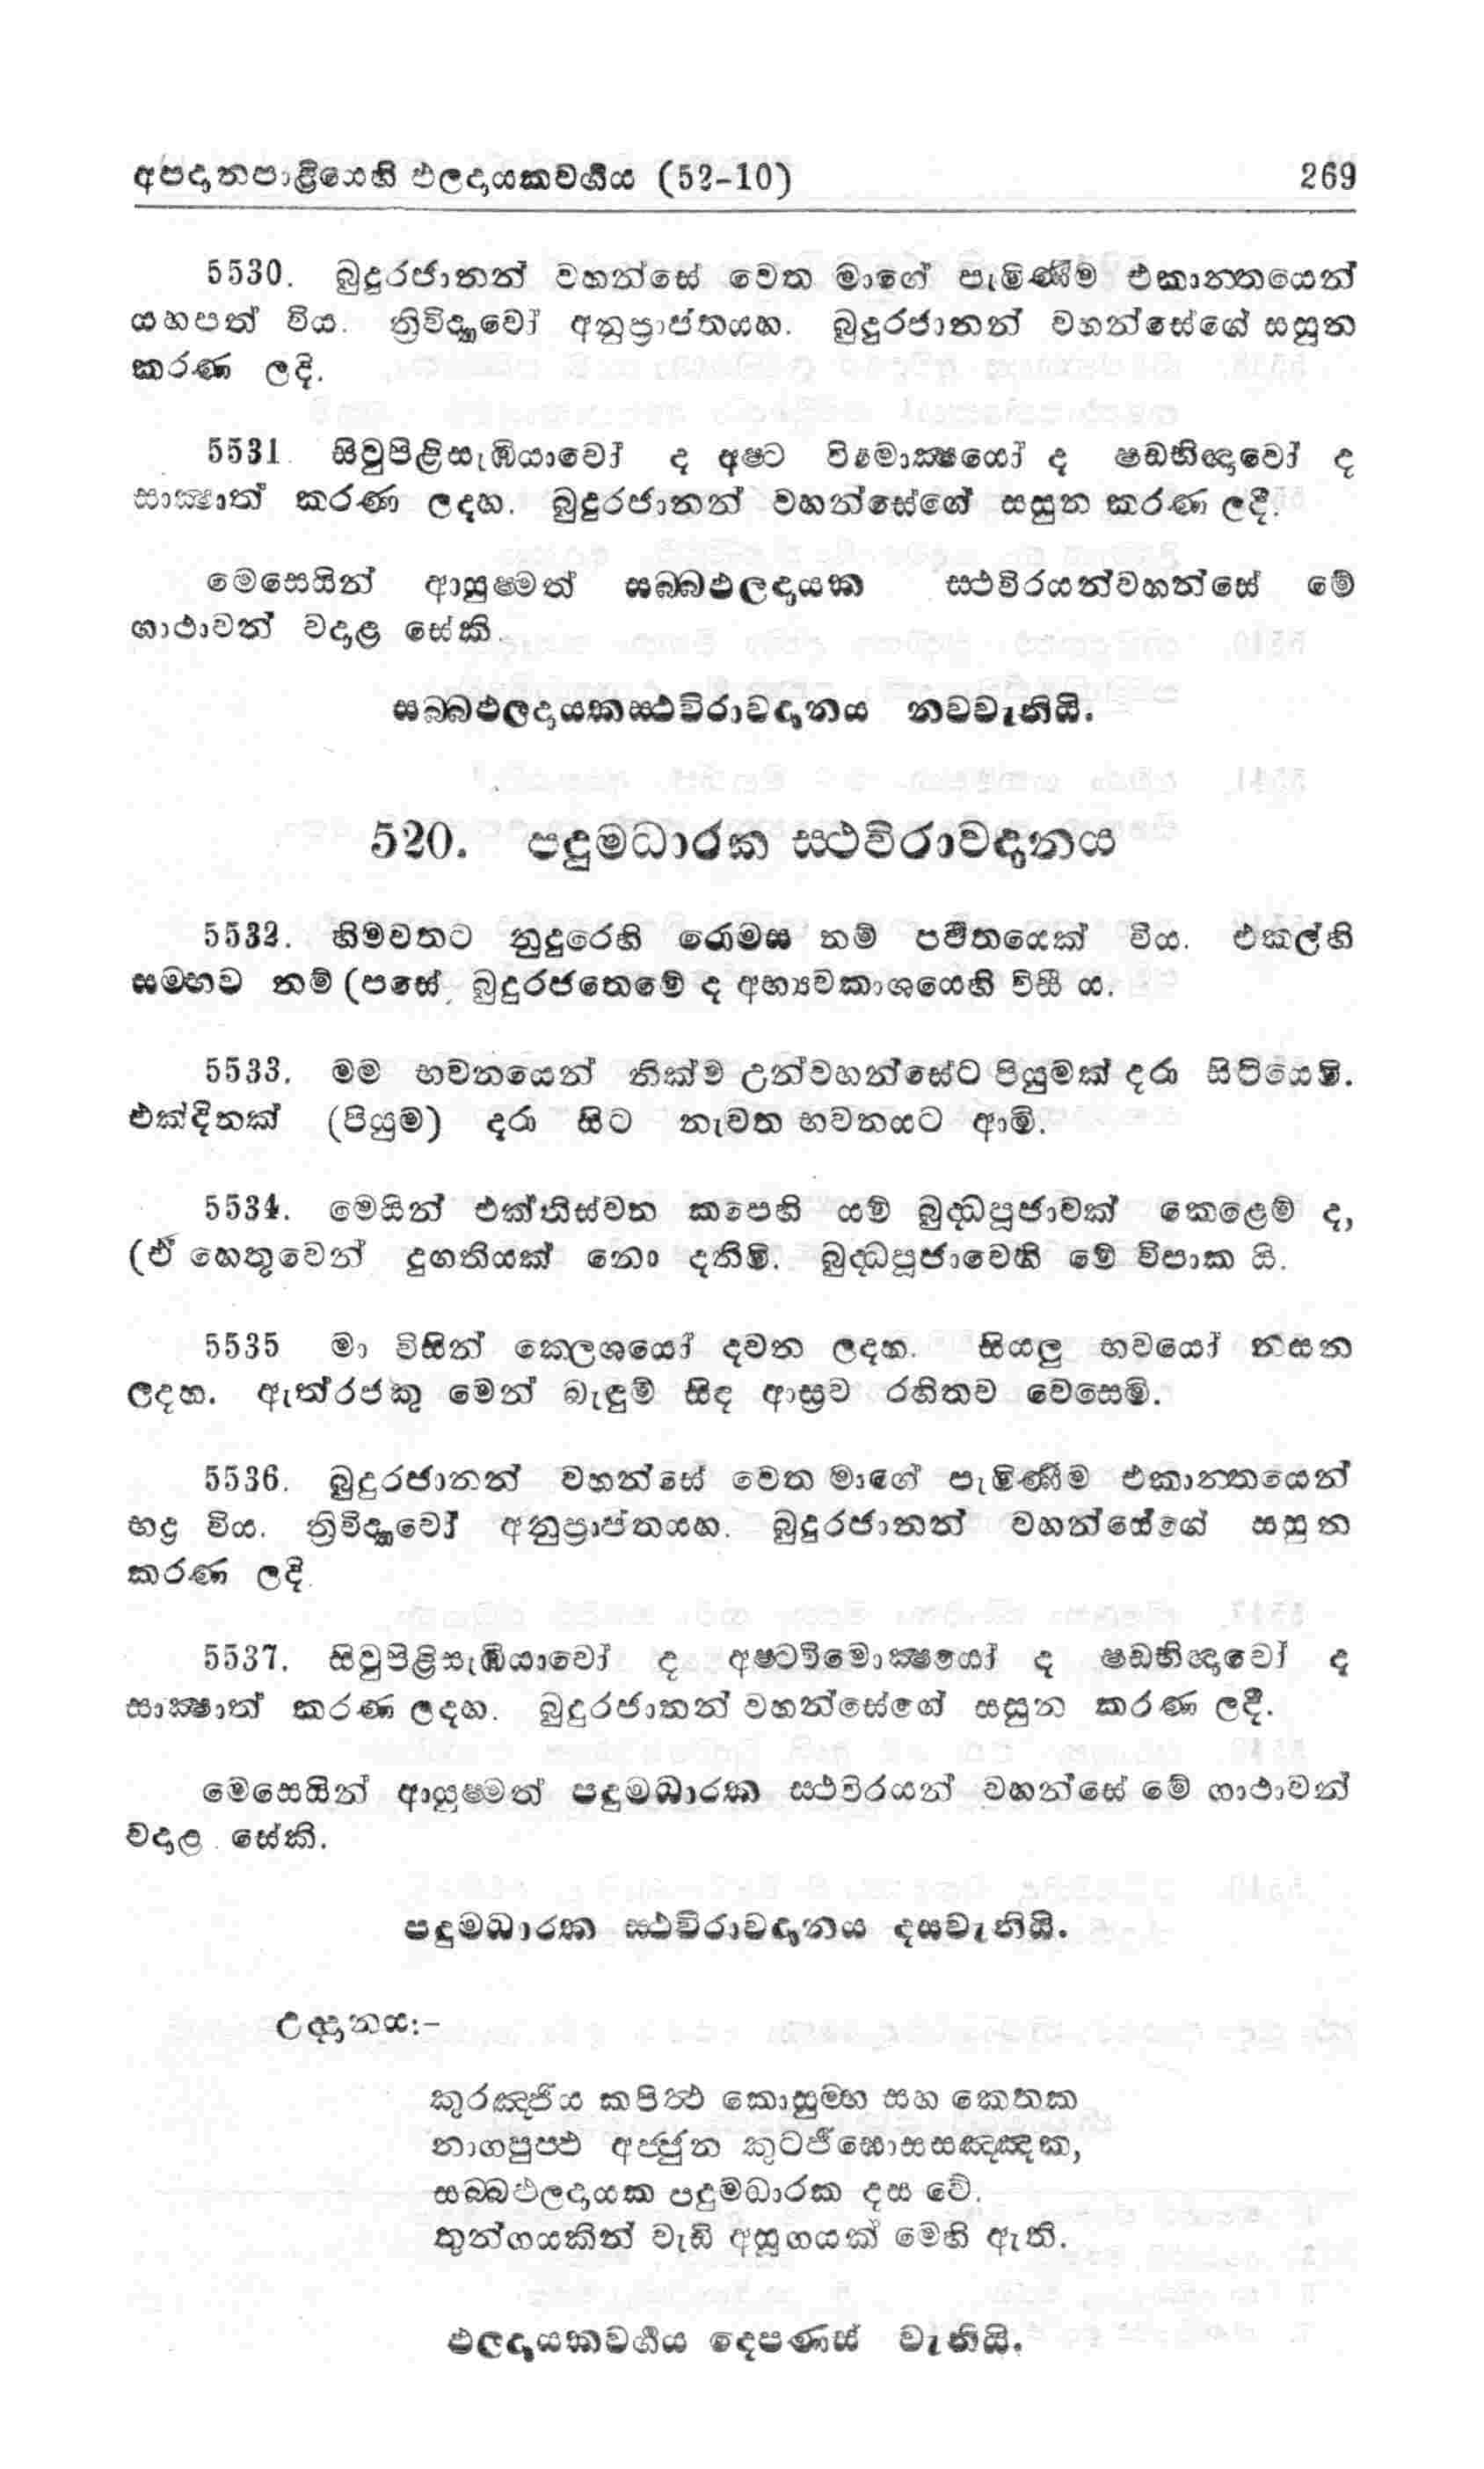 අපදානපාළියෙහි ඵලදායකවර්‍ගය (52-10) 269
5530. බුදුරජානන් වහන්සේ වෙත මාගේ පැමිණීම එකාන්තයෙන්
යහපත් විය. ත්‍රිවිද්‍යාවෝ අනුප්‍රාප්තයහ. බුදුරජානන් වහන්සේගේ සසුන
කරණ ලදි.
5531. සිවුපිළිසැඹියාවෝ ද අෂ්ට විමොක්‍ෂයෝ ද ෂඩභිඥාවෝ ද
සාක්‍ෂාත් කරණ ලදහ. බුදුරජානන් වහන්සේගේ සසුන කරණ ලදී.
මෙසෙයින් ආයුෂ්මත් සබ්බඵලදායක ස්ථවිරයන්වහන්සේ මේ
ගාථාවන් වදාළ සේකි.
සබ්බඵලදායකස්ථවිරාවදානය නවවැනියි.
520. පදුමධාරක ස්ථවිරාවදානය
5532. හිමවතට නුදුරෙහි රොමස නම් පර්‍වතයෙක් විය. එකල්හි
සම්භව නම් (පසේ) බුදුරජතෙමේ ද අභ්‍යවකාශයෙහි විසී ය.
5533. මම භවනයෙන් නික්ම උන්වහන්සේට පියුමක් දරා සිටියෙමි.
එක්දිනක් (පියුම) දරා සිට නැවත භවනයට ආමි.
5534. මෙයින් එක්තිස්වන කපෙහි යම් බුද්ධපූජාවක් කෙළෙම් ද,
(ඒ හෙතුවෙන් දුගතියක් නො දනිමි. බුද්ධපූජාවෙහි මේ විපාක යි.
5535 මා විසින් කෙලශයෝ දවන ලදහ. සියලු භවයෝ නසන
ලදහ. ඇත්රජකු මෙන් බැඳුම් සිඳ ආස්‍රව රහිතව වෙසෙමි.
5536. බුදුරජානන් වහන්සේ වෙත මාගේ පැමිණීම එකාන්තයෙන්
භද්‍ර විය. ත්‍රිවිද්‍යාවෝ අනුප්‍රාප්තයහ. බුදුරජානන් වහන්සේගේ සසුන
කරණ ලදි.
5537. සිවුපිළිසැඹියාවෝ ද අෂ්ටවිමොක්‍ෂයෝ ද ෂඩභිඥාවෝ ද
සාක්‍ෂාත් කරණ ලදහ. බුදුරජානන් වහන්සේගේ සසුන කරණ ලදී.
මෙසෙයින් ආයුෂ්මත් පදුමධාරක ස්ථවිරයන් වහන්සේ මේ ගාථාවන්
වදාළ සේකි.
පදුමධාරක ස්ථවිරාවදානය දසවැනියි.
උද්දානය:-
කුරඤ්ජිය කපිත්ථ කොසුම්භ සහ කෙතක
නාගපුප්ඵ අජ්ජුන කුටජීඝොසසඤ්ඤක,
සබ්බඵලදායක පදුමධාරක දස වේ.
තුන්ගයකින් වැඩි අසූගයක් මෙහි ඇති.
ඵලදායකවර්‍ගය දෙපණස් වැනියි.